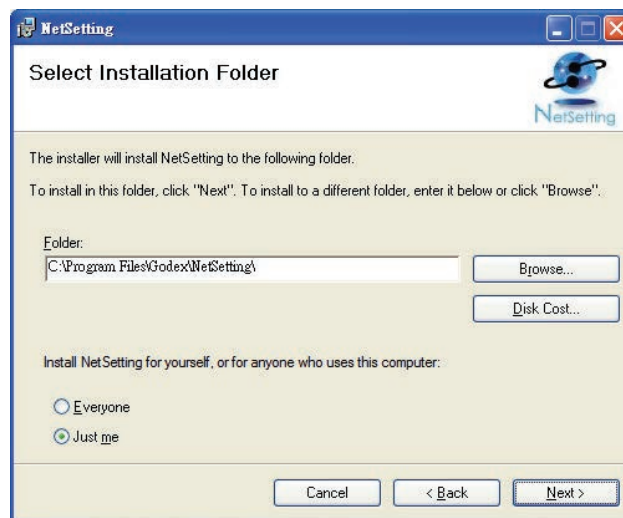 NetSetting
Select Installation Folder
NetSetting
The installer will install NetSetting to the following folder.
To install in this folder, click "Next". To install to a different folder, enter it below or click "Browse".
Folder:
C:\Program Files\Godex\NetSetting\
Browse...
Disk Cost...
Install NetSetting for yourself, or for anyone who uses this computer:
Everyone
Just me
Cancel
< Back
Next >